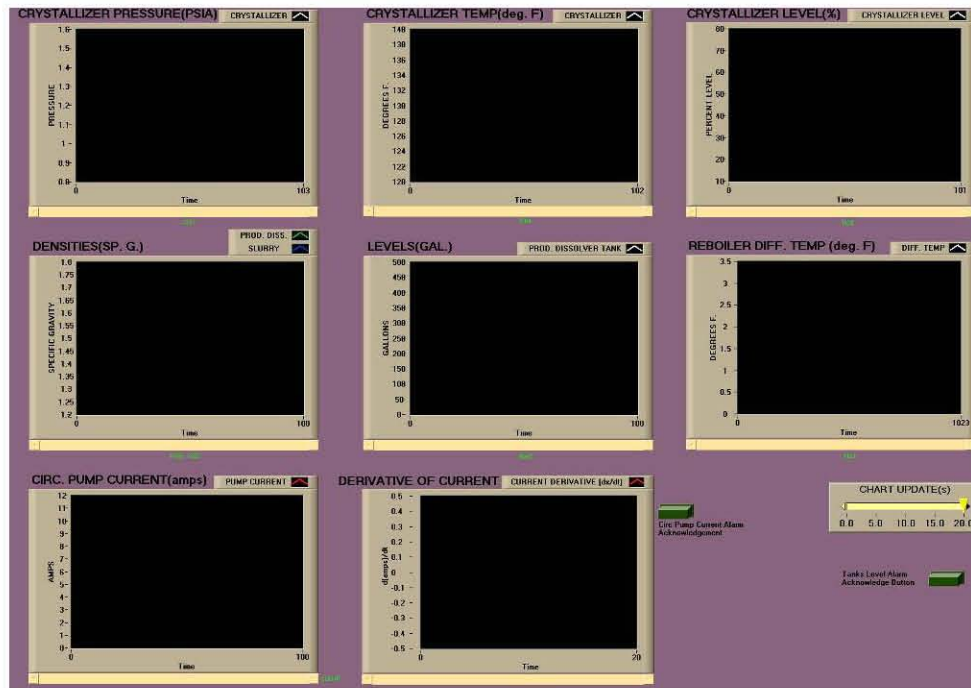 CRYSTALLIZER PRESSURE(PSIA) CRYSTALLIZER
1.6
1.5
1.4
1.3
1.2
1.1
1
0.9
0.8
PRESSURE
0 103
Time
CRYSTALLIZER TEMP(deg. F) CRYSTALLIZER
140
138
136
134
132
130
128
126
124
122
120
DEGREES F.
0 102
Time
CRYSTALLIZER LEVEL(%) CRYSTALLIZER LEVEL
80
70
60
50
40
30
20
10
PERCENT LEVEL
0 101
Time
DENSITIES(SP. G.) PROD. DISS.
SLURRY
1.8
1.75
1.7
1.65
1.6
1.55
1.5
1.45
1.4
1.35
1.3
1.25
1.2
SPECIFIC GRAVITY
0 100
Time
LEVELS(GAL.) PROD. DISSOLVER TANK
500
450
400
350
300
250
200
150
100
50
0
GALLONS
0 100
Time
REBOILER DIFF. TEMP (deg. F) DIFF. TEMP
3.5
3
2.5
2
1.5
1
0.5
0
DEGREES F.
0 1023
Time
CIRC. PUMP CURRENT(amps) PUMP CURRENT
12
11
10
9
8
7
6
5
4
3
2
1
0
AMPS
0 100
Time
DERIVATIVE OF CURRENT CURRENT DERIVATIVE (dx/dt)
0.5
0.4
0.3
0.2
0.1
0
-0.1
-0.2
-0.3
-0.4
-0.5
d(amps)/dt
0 20
Time
Circ Pump Current Alarm
Acknowledgement
CHART UPDATE(s)
0.0 5.0 10.0 15.0 20.0
Tanks Level Alarm
Acknowledge Button